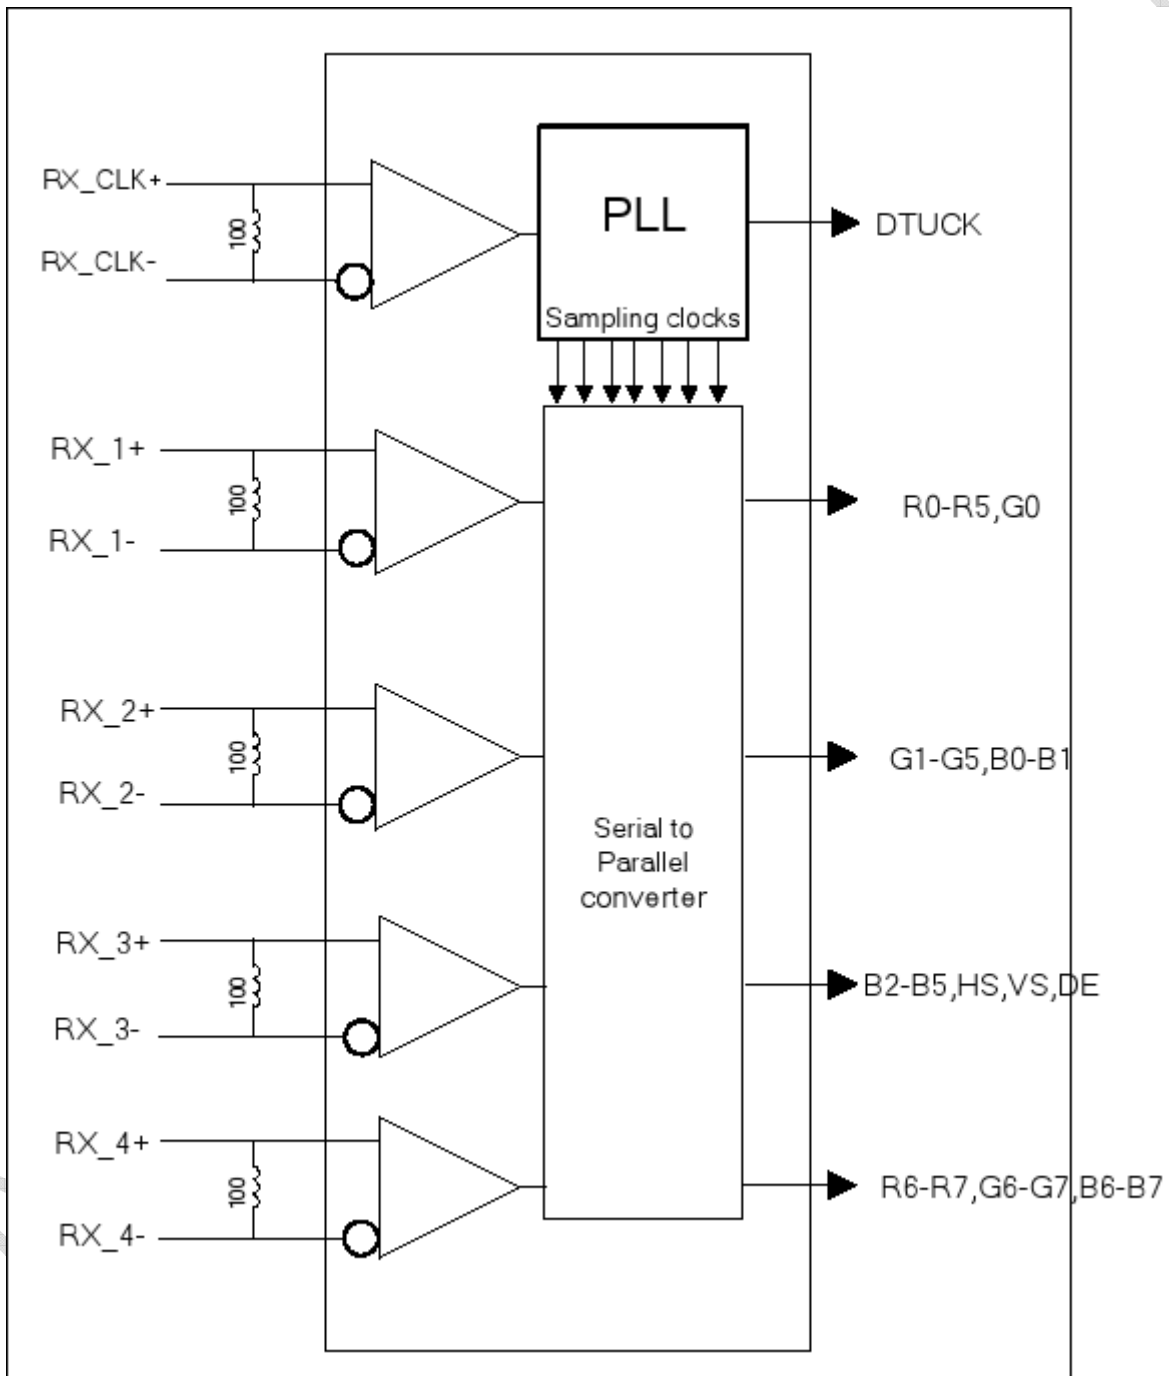 RX_CLK+
100
RX_CLK-
PLL
Sampling clocks
DTUCK
RX_1+
100
RX_1-
R0-R5,G0
RX_2+
100
RX_2-
G1-G5,B0-B1
Serial to
Parallel
converter
RX_3+
100
RX_3-
B2-B5,HS,VS,DE
RX_4+
100
RX_4-
R6-R7,G6-G7,B6-B7